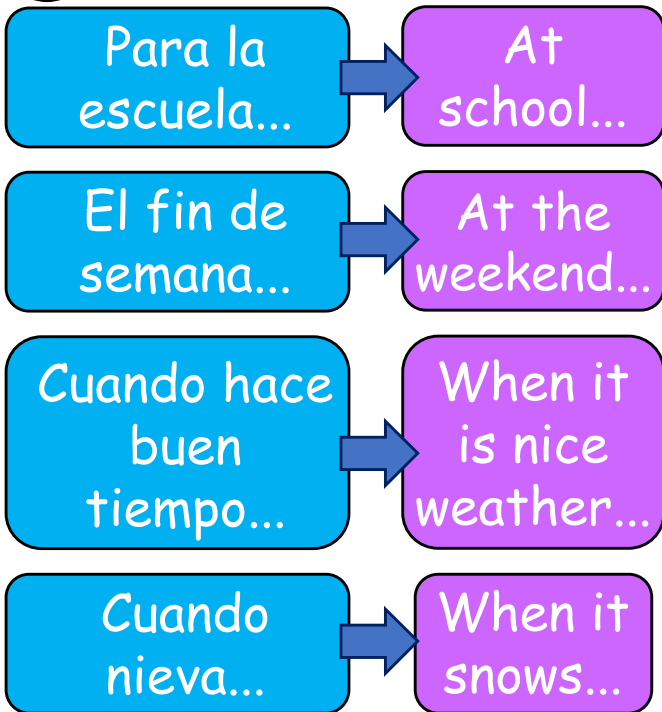 Para la
escuela...
At
school...
El fin de
semana...
At the
weekend...
Cuando hace
buen
tiempo...
When it
is nice
weather...
Cuando
nieva...
When it
snows...